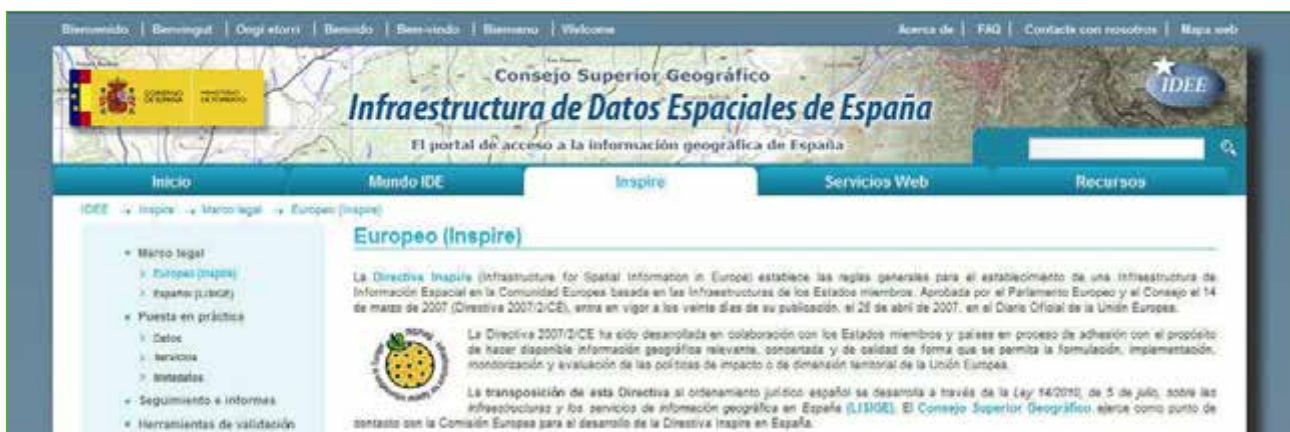 Bienvenido | Benvingut | Ongi etorri | Benvido | Bem-vindo | Bienveno | Welcome
Acerca de | FAQ | Contacte con nosotros | Mapa web
GOBIERNO DE ESPAÑA
MINISTERIO DE FOMENTO
Consejo Superior Geográfico
Infraestructura de Datos Espaciales de España
El portal de acceso a la información geográfica de España
IDEE
Inicio
Mundo IDE
Inspire
Servicios Web
Recursos
IDEE → Inspire → Marco legal → Europeo (Inspire)
Marco legal
Europeo (Inspire)
Español (LISIGE)
Puesta en práctica
Datos
Servicios
Metadatos
Seguimiento e informes
Herramientas de validación
Europeo (Inspire)
La Directiva Inspire (Infrastructure for Spatial Information in Europe) establece las reglas generales para el establecimiento de una Infraestructura de
Información Espacial en la Comunidad Europea basada en las Infraestructuras de los Estados miembros. Aprobada por el Parlamento Europeo y el Consejo el 14
de marzo de 2007 (Directiva 2007/2/CE), entra en vigor a los veinte días de su publicación, el 25 de abril de 2007, en el Diario Oficial de la Unión Europea.
La Directiva 2007/2/CE ha sido desarrollada en colaboración con los Estados miembros y países en proceso de adhesión con el propósito
de hacer disponible información geográfica relevante, concertada y de calidad de forma que se permita la formulación, implementación,
monitorización y evaluación de las políticas de impacto o de dimensión territorial de la Unión Europea.
La transposición de esta Directiva al ordenamiento jurídico español se desarrolla a través de la Ley 14/2010, de 5 de julio, sobre las
infraestructuras y los servicios de información geográfica en España (LISIGE). El Consejo Superior Geográfico ejerce como punto de
contacto con la Comisión Europea para el desarrollo de la Directiva Inspire en España.